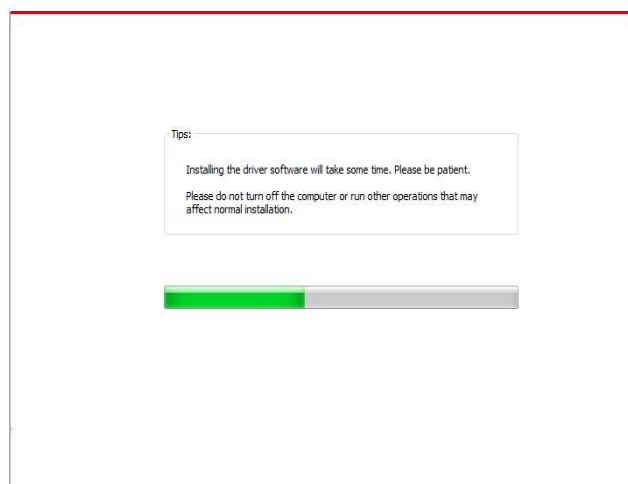 Tips:
Installing the driver software will take some time. Please be patient.
Please do not turn off the computer or run other operations that may
affect normal installation.